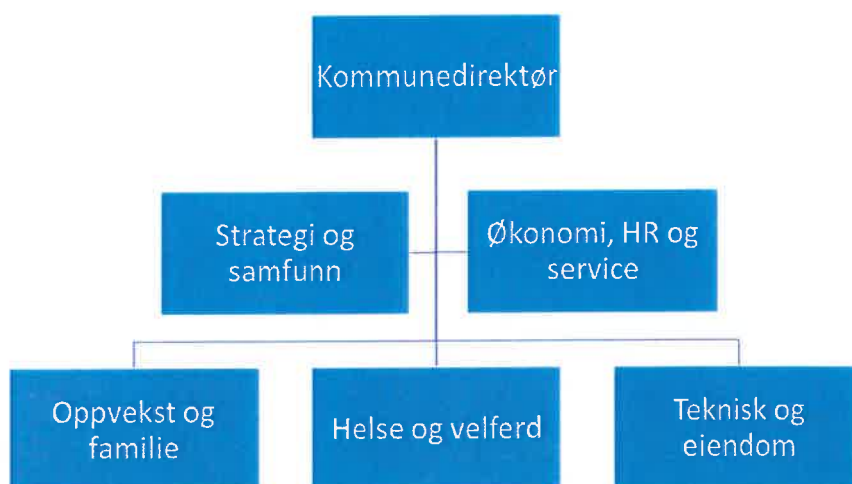 Kommunedirektør
Strategi og
samfunn
Økonomi, HR og
service
Oppvekst og
familie
Helse og velferd
Teknisk og
eiendom